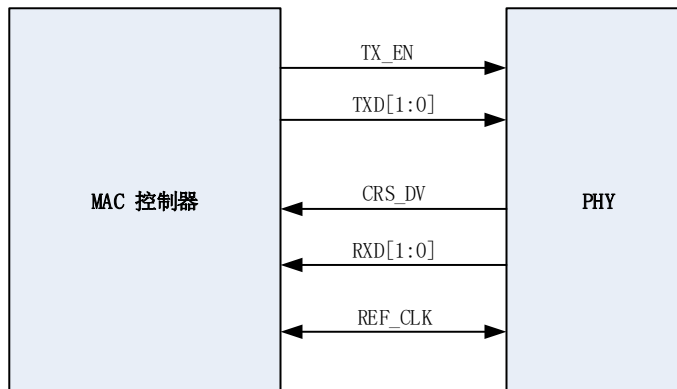 TX_EN
TXD[1:0]
MAC 控制器
CRS_DV
PHY
RXD[1:0]
REF_CLK